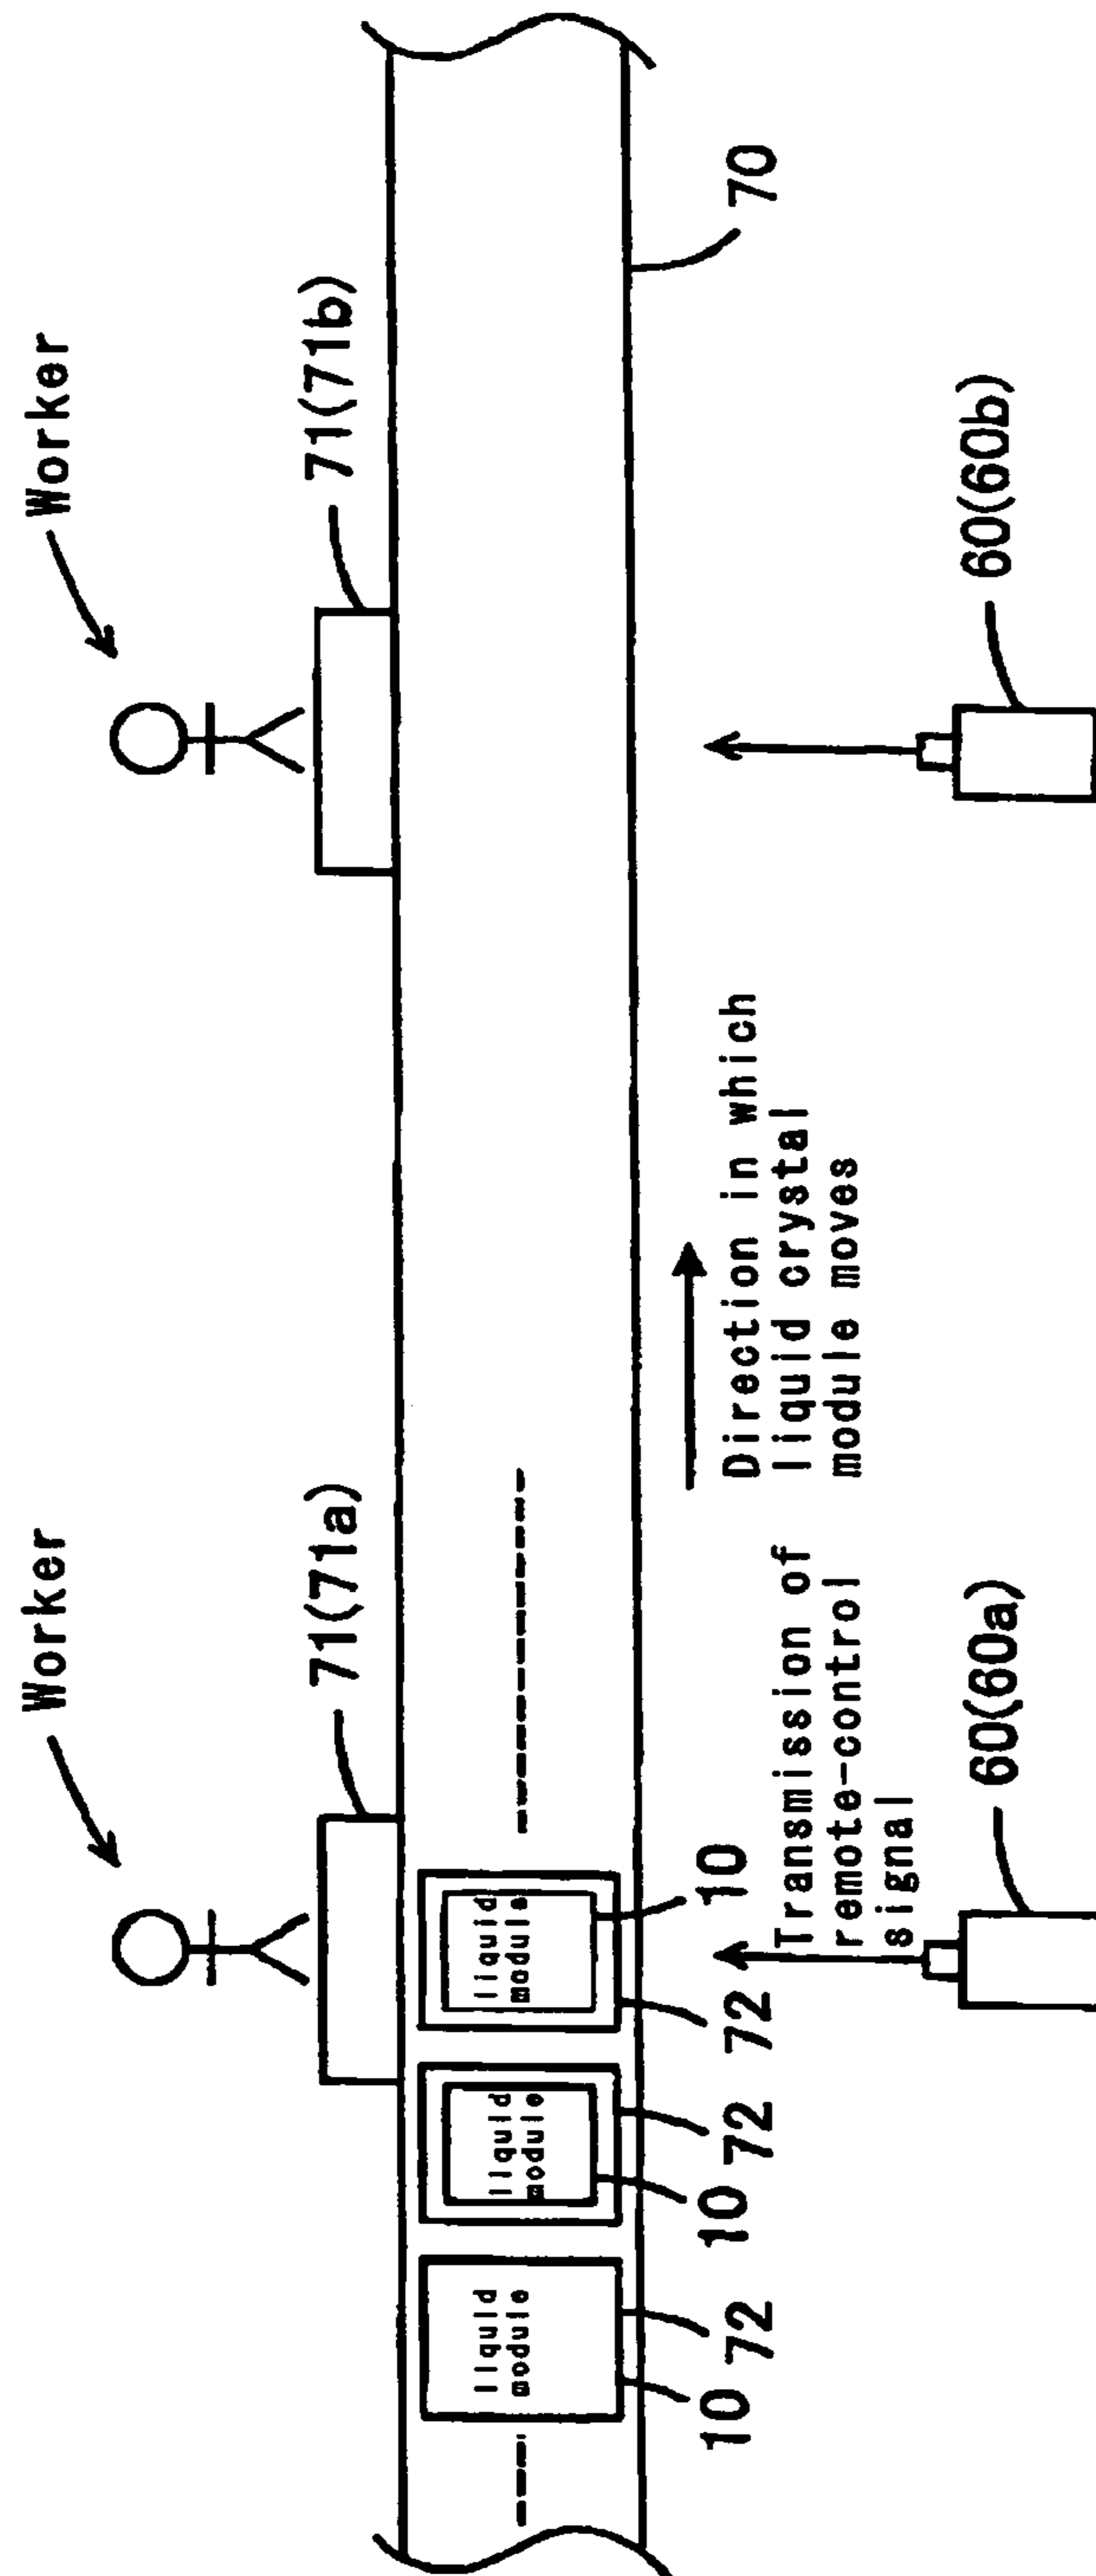 Worker
Worker
71(71a)
71(71b)
liquid
module
liquid
module
liquid
module
10
72
10
72
72
10
70
Transmission of
remote-control
signal
Direction in which
liquid crystal
module moves
60(60a)
60(60b)